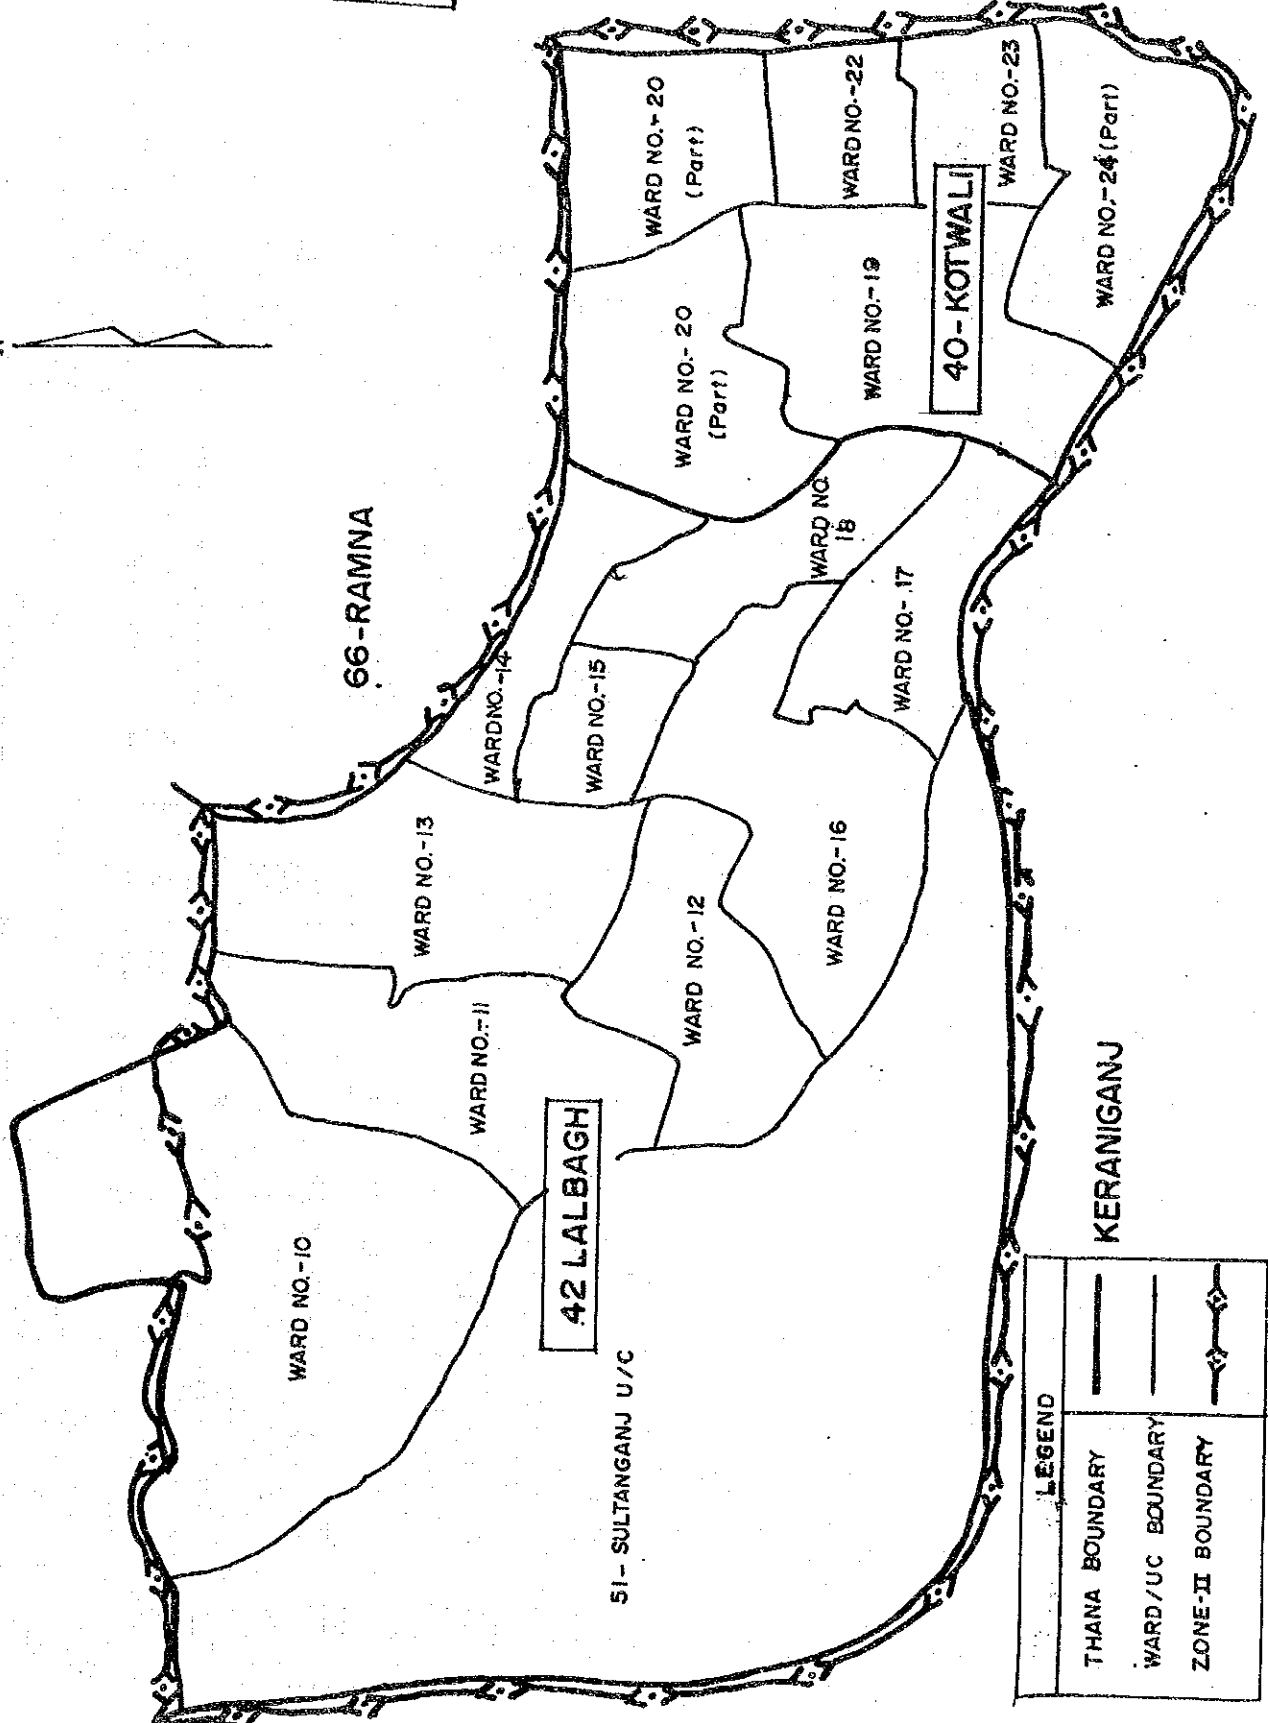 66-RAMNA
WARD NO.-10
WARD NO.-11
WARD NO.-13
WARD NO.-12
WARD NO.-14
WARD NO.-15
WARD NO.-16
WARD NO.-17
WARD NO.
18
WARD NO.- 20
(Part)
WARD NO.- 20
(Part)
WARD NO.-22
WARD NO.-19
WARD NO.-23
WARD NO.-24 (Part)
40-KOTWALI
42 LALBAGH
51- SULTANGANJ U/C
KERANIGANJ
LEGEND
THANA BOUNDARY
WARD/UC BOUNDARY
ZONE-II BOUNDARY